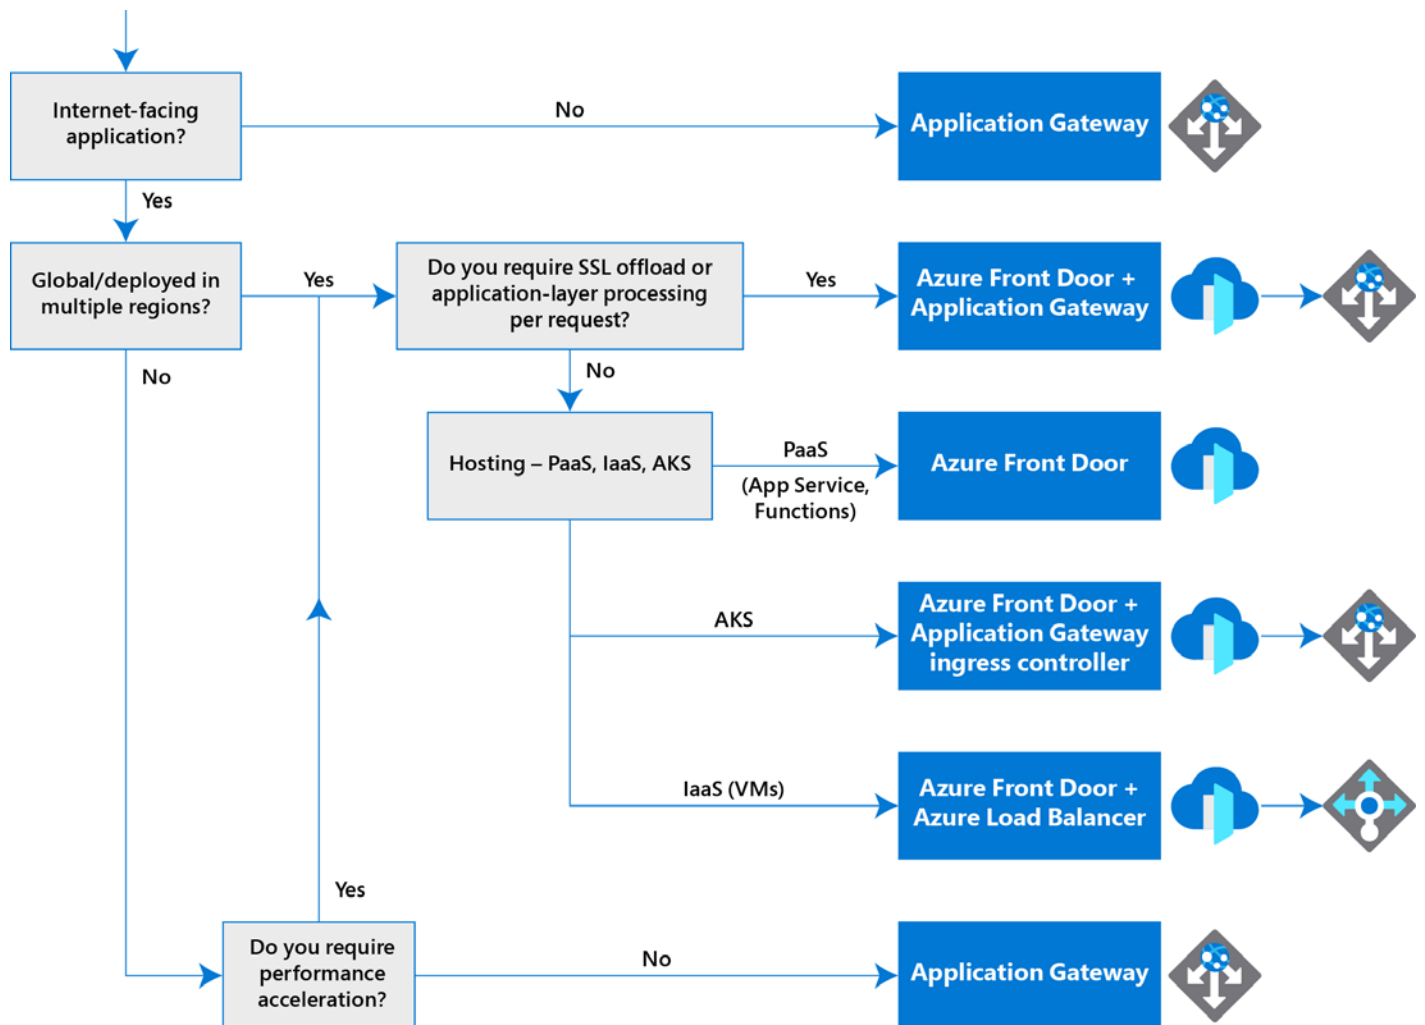 Internet-facing
application?
No
Application Gateway
Yes
Global/deployed in
multiple regions?
Yes
Do you require SSL offload or
application-layer processing
per request?
Yes
Azure Front Door +
Application Gateway
No
No
Hosting – PaaS, IaaS, AKS
PaaS
(App Service,
Functions)
Azure Front Door
AKS
Azure Front Door +
Application Gateway
ingress controller
IaaS (VMs)
Azure Front Door +
Azure Load Balancer
Yes
Do you require
performance
acceleration?
No
Application Gateway